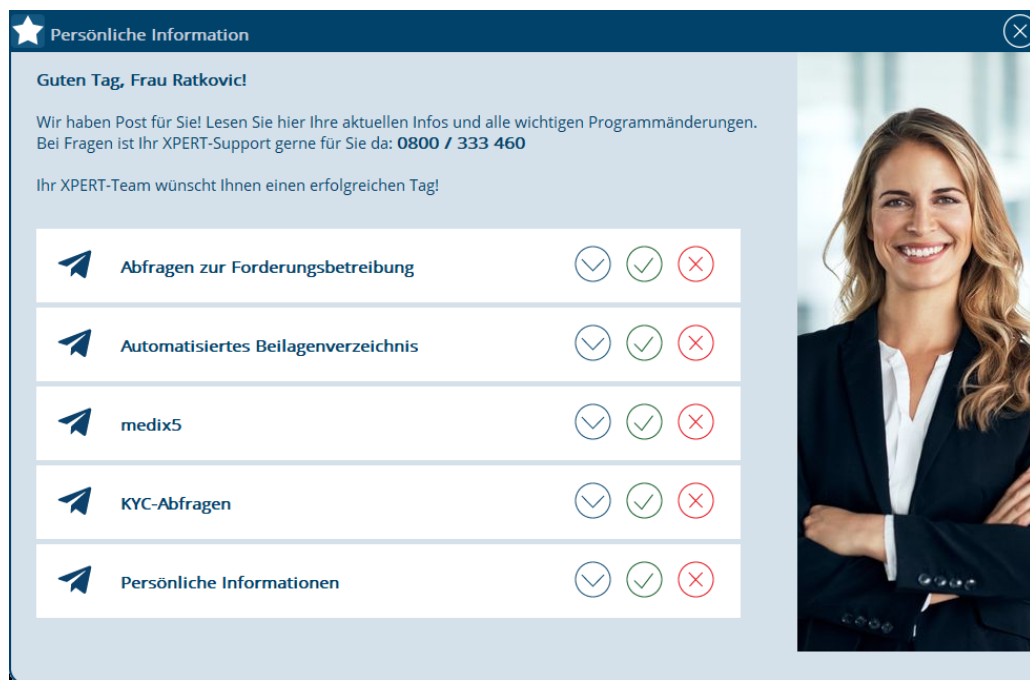 Persönliche Information
Guten Tag, Frau Ratkovic!
Wir haben Post für Sie! Lesen Sie hier Ihre aktuellen Infos und alle wichtigen Programmänderungen.
Bei Fragen ist Ihr XPERT-Support gerne für Sie da: 0800 / 333 460
Ihr XPERT-Team wünscht Ihnen einen erfolgreichen Tag!
Abfragen zur Forderungsbetreibung
Automatisiertes Beilagenverzeichnis
medix5
KYC-Abfragen
Persönliche Informationen